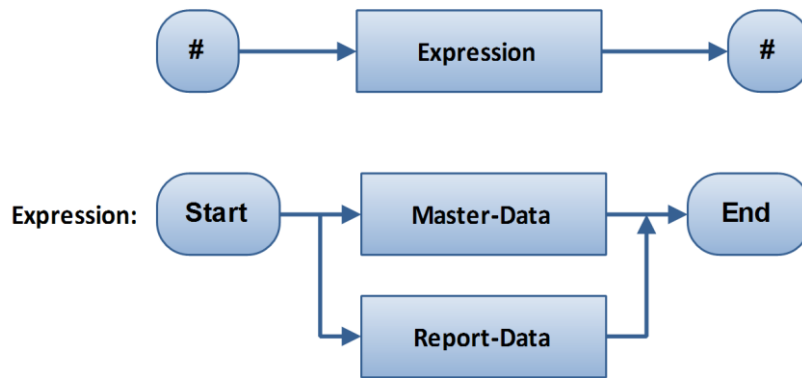 # Expression #
Expression: Start Master-Data End
Report-Data